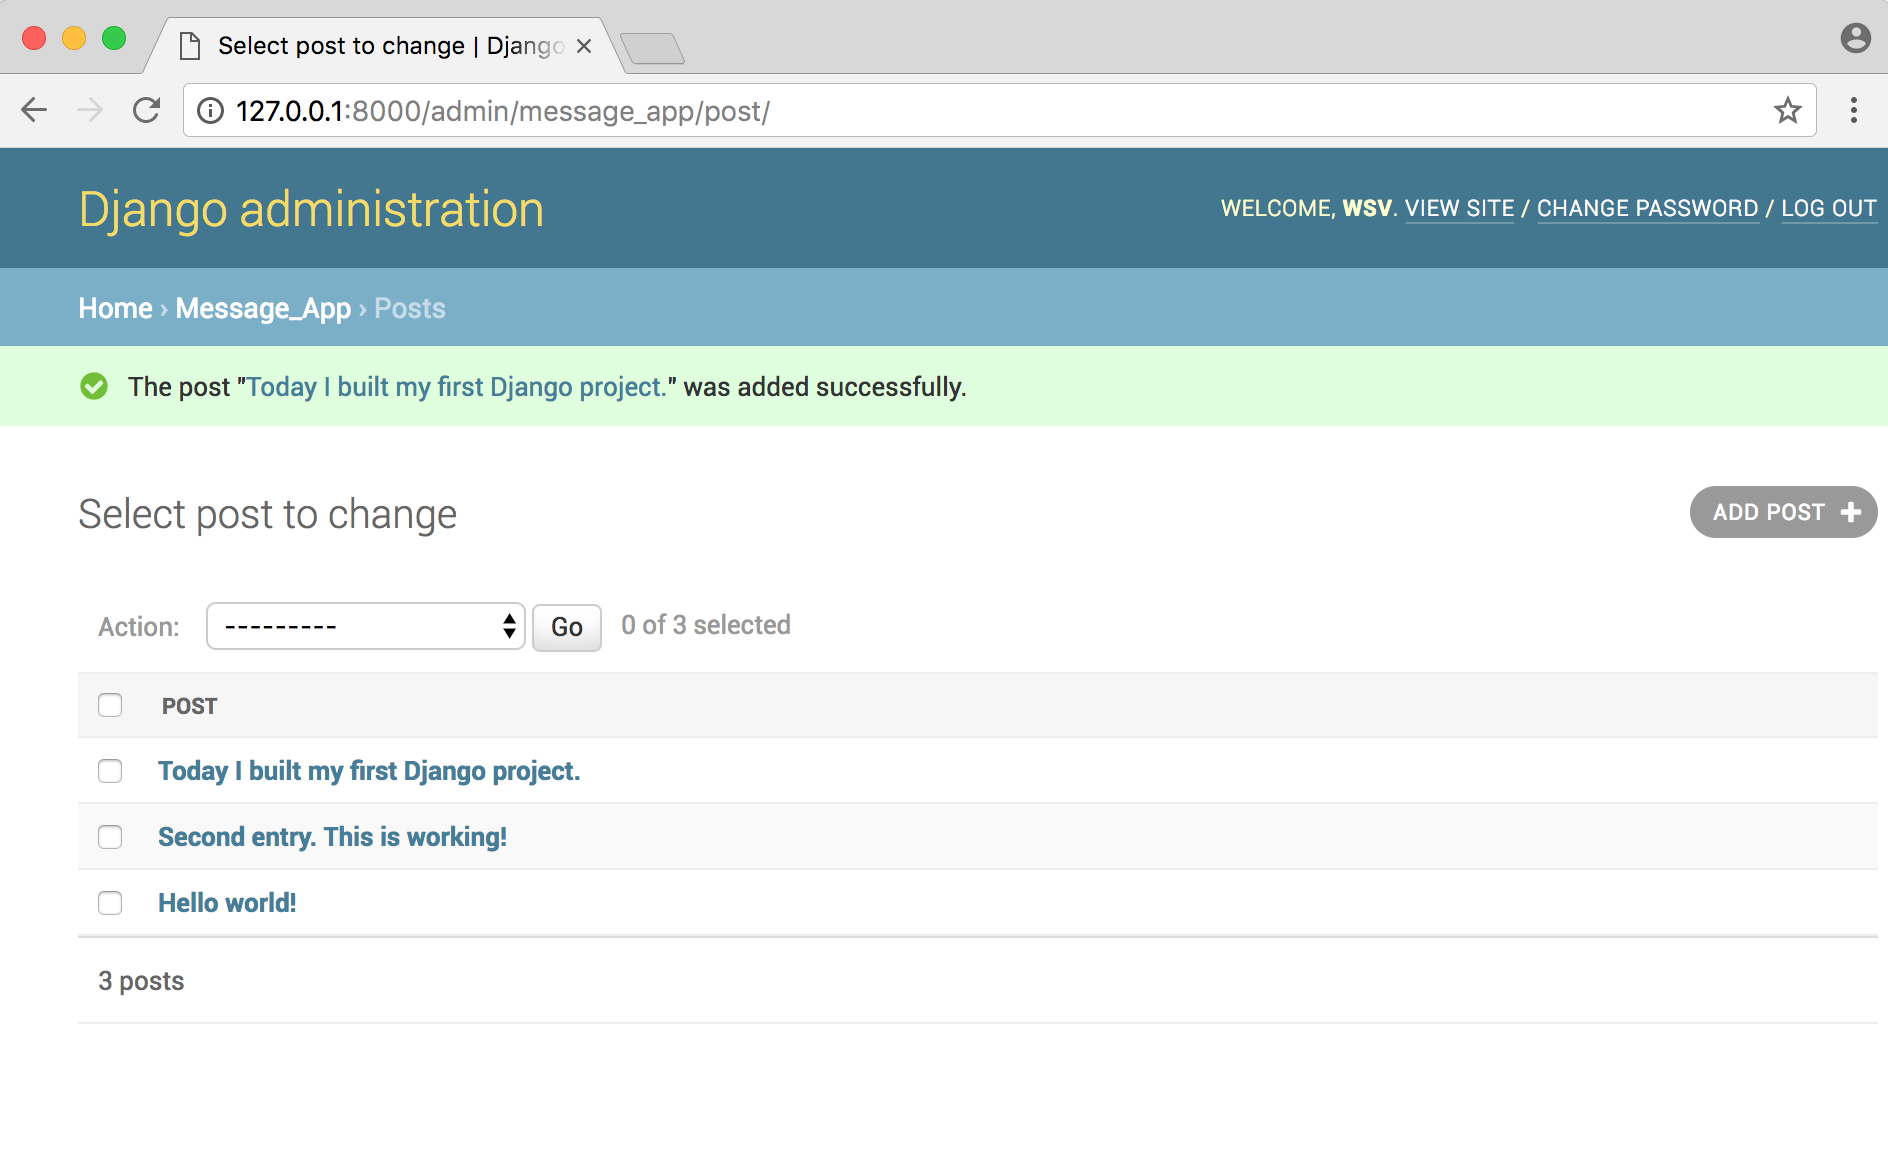 Select post to change | Django
127.0.0.1:8000/admin/message_app/post/
Django administration
WELCOME, WSV. VIEW SITE / CHANGE PASSWORD / LOG OUT
Home › Message_App › Posts
The post "Today I built my first Django project." was added successfully.
Select post to change
ADD POST +
Action: --------- Go 0 of 3 selected
POST
Today I built my first Django project.
Second entry. This is working!
Hello world!
3 posts